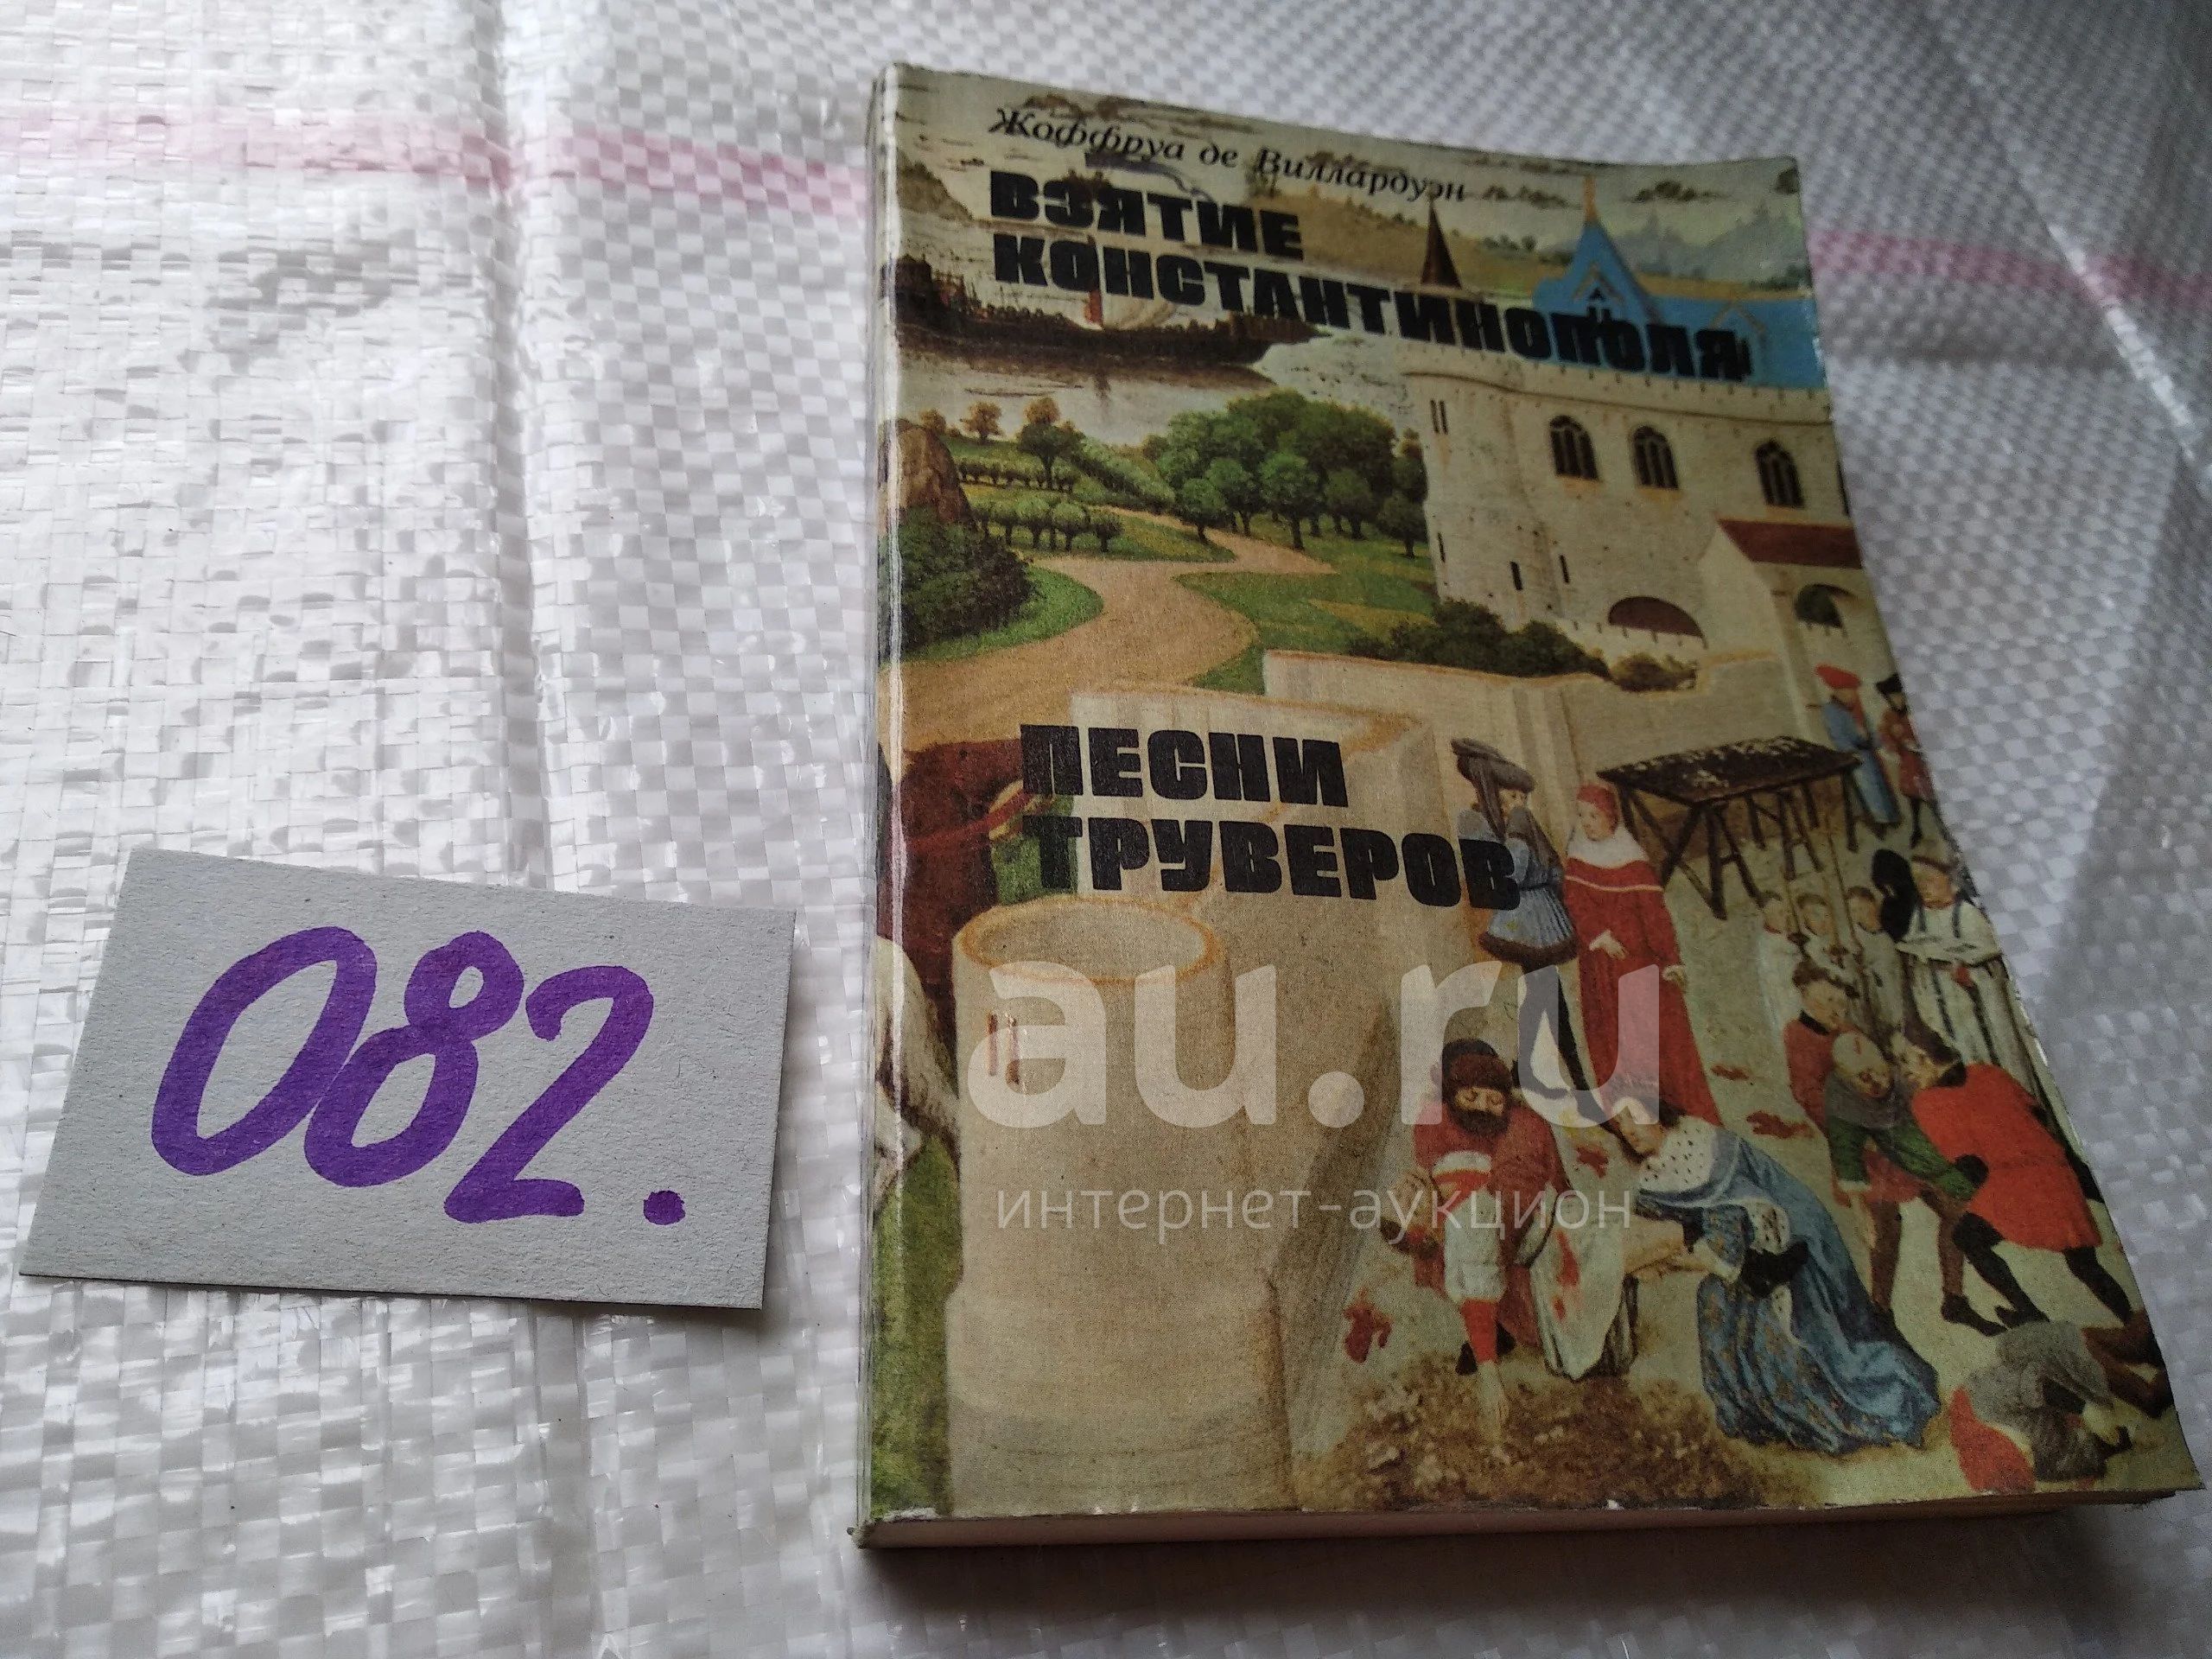 Жоффруа де Виллардуэн
ВЗЯТИЕ
КОНСТАНТИНОПОЛЯ
ПЕСНИ
ТРУВЕРОВ
082.
au.ru
интернет-аукцион